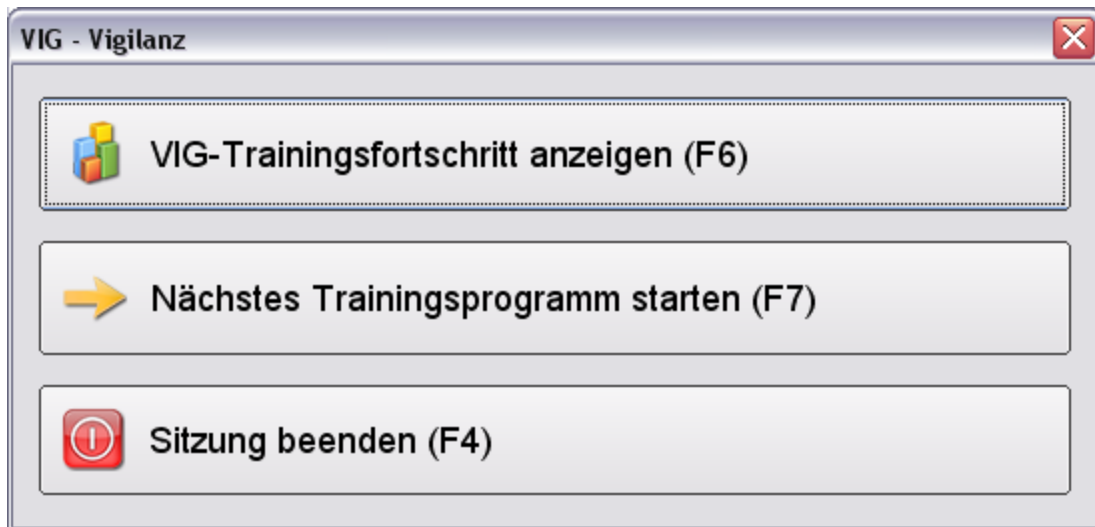 VIG - Vigilanz
VIG-Trainingsfortschritt anzeigen (F6)
Nächstes Trainingsprogramm starten (F7)
Sitzung beenden (F4)